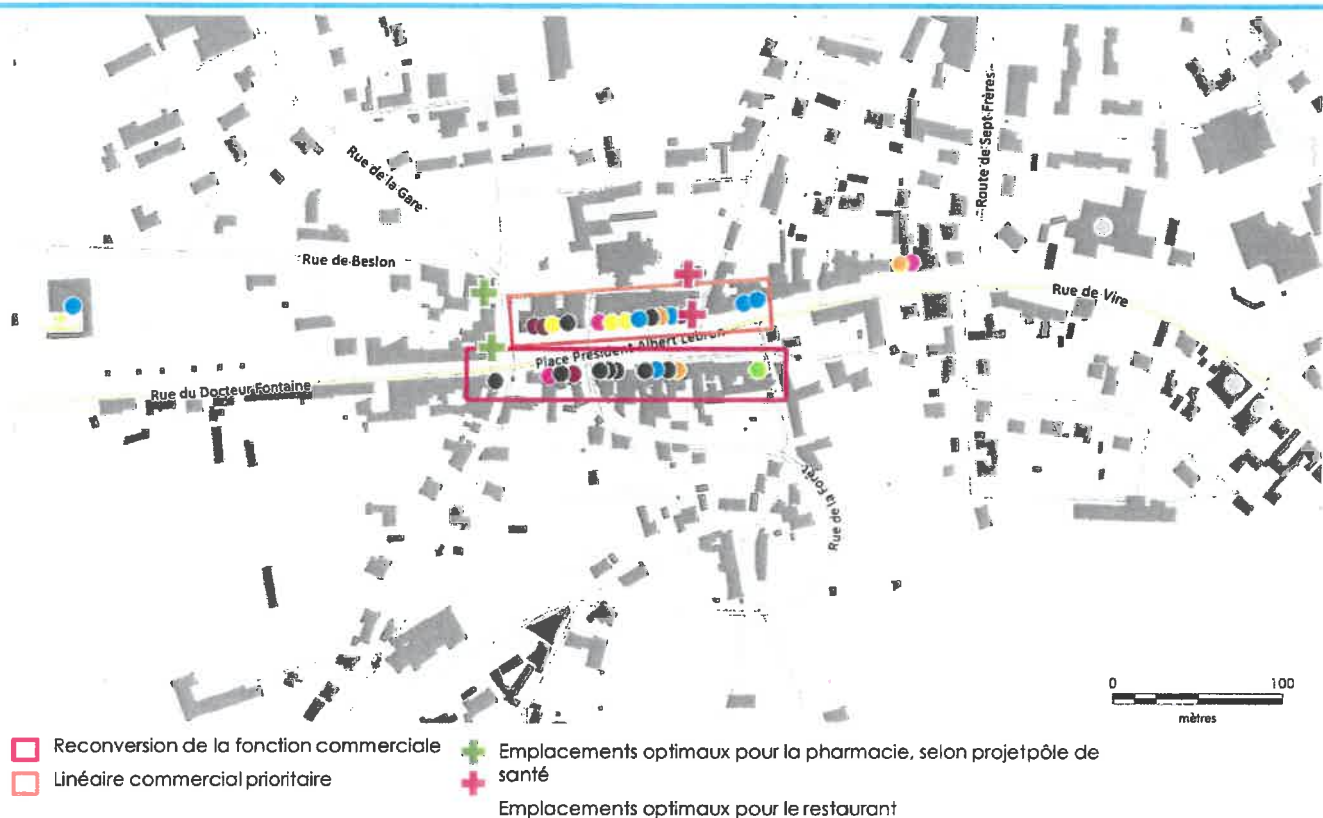 Route de Sept Frères
Rue de la Gare
Rue de Beslon
Rue de Vire
Place Président Albert Lebrun
Rue du Docteur Fontaine
Rue de la Forêt
0 100
mètres
Reconversion de la fonction commerciale
Linéaire commercial prioritaire
Emplacements optimaux pour la pharmacie, selon projetpôle de
santé
Emplacements optimaux pour le restaurant